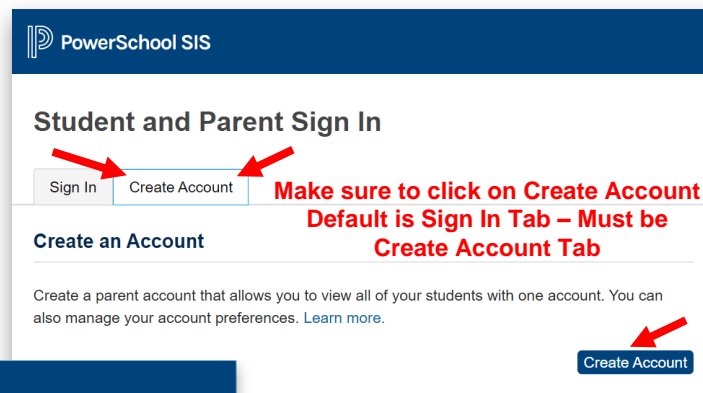 PowerSchool SIS
Student and Parent Sign In
Sign In
Create Account
Make sure to click on Create Account
Default is Sign In Tab – Must be
Create Account Tab
Create an Account
Create a parent account that allows you to view all of your students with one account. You can
also manage your account preferences. Learn more.
Create Account